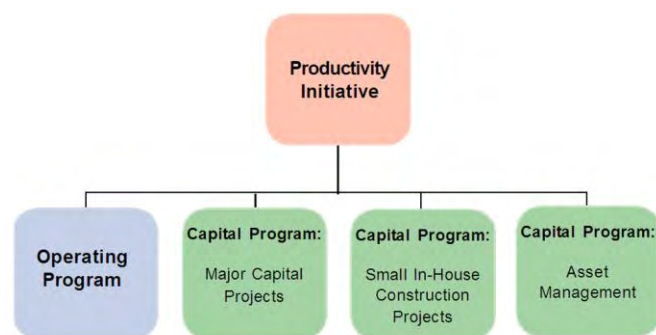 Productivity
Initiative
Operating
Program
Capital Program:
Major Capital
Projects
Capital Program:
Small In-House
Construction
Projects
Capital Program:
Asset
Management